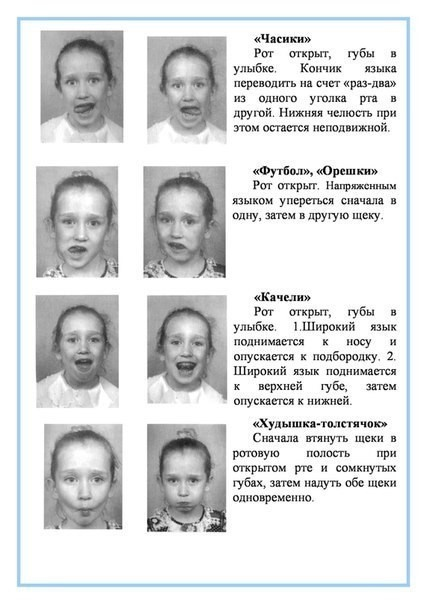 «Часики»
Рот открыт, губы в
улыбке. Кончик языка
переводить на счет «раз-два»
из одного уголка рта в
другой. Нижняя челюсть при
этом остается неподвижной.
«Футбол», «Орешки»
Рот открыт. Напряженным
языком упереться сначала в
одну, затем в другую щеку.
«Качели»
Рот открыт, губы в
улыбке. 1.Широкий язык
поднимается к носу и
опускается к подбородку. 2.
Широкий язык поднимается
к верхней губе, затем
опускается к нижней.
«Худышка-толстячок»
Сначала втянуть щеки в
ротовую полость при
открытом рте и сомкнутых
губах, затем надуть обе щеки
одновременно.